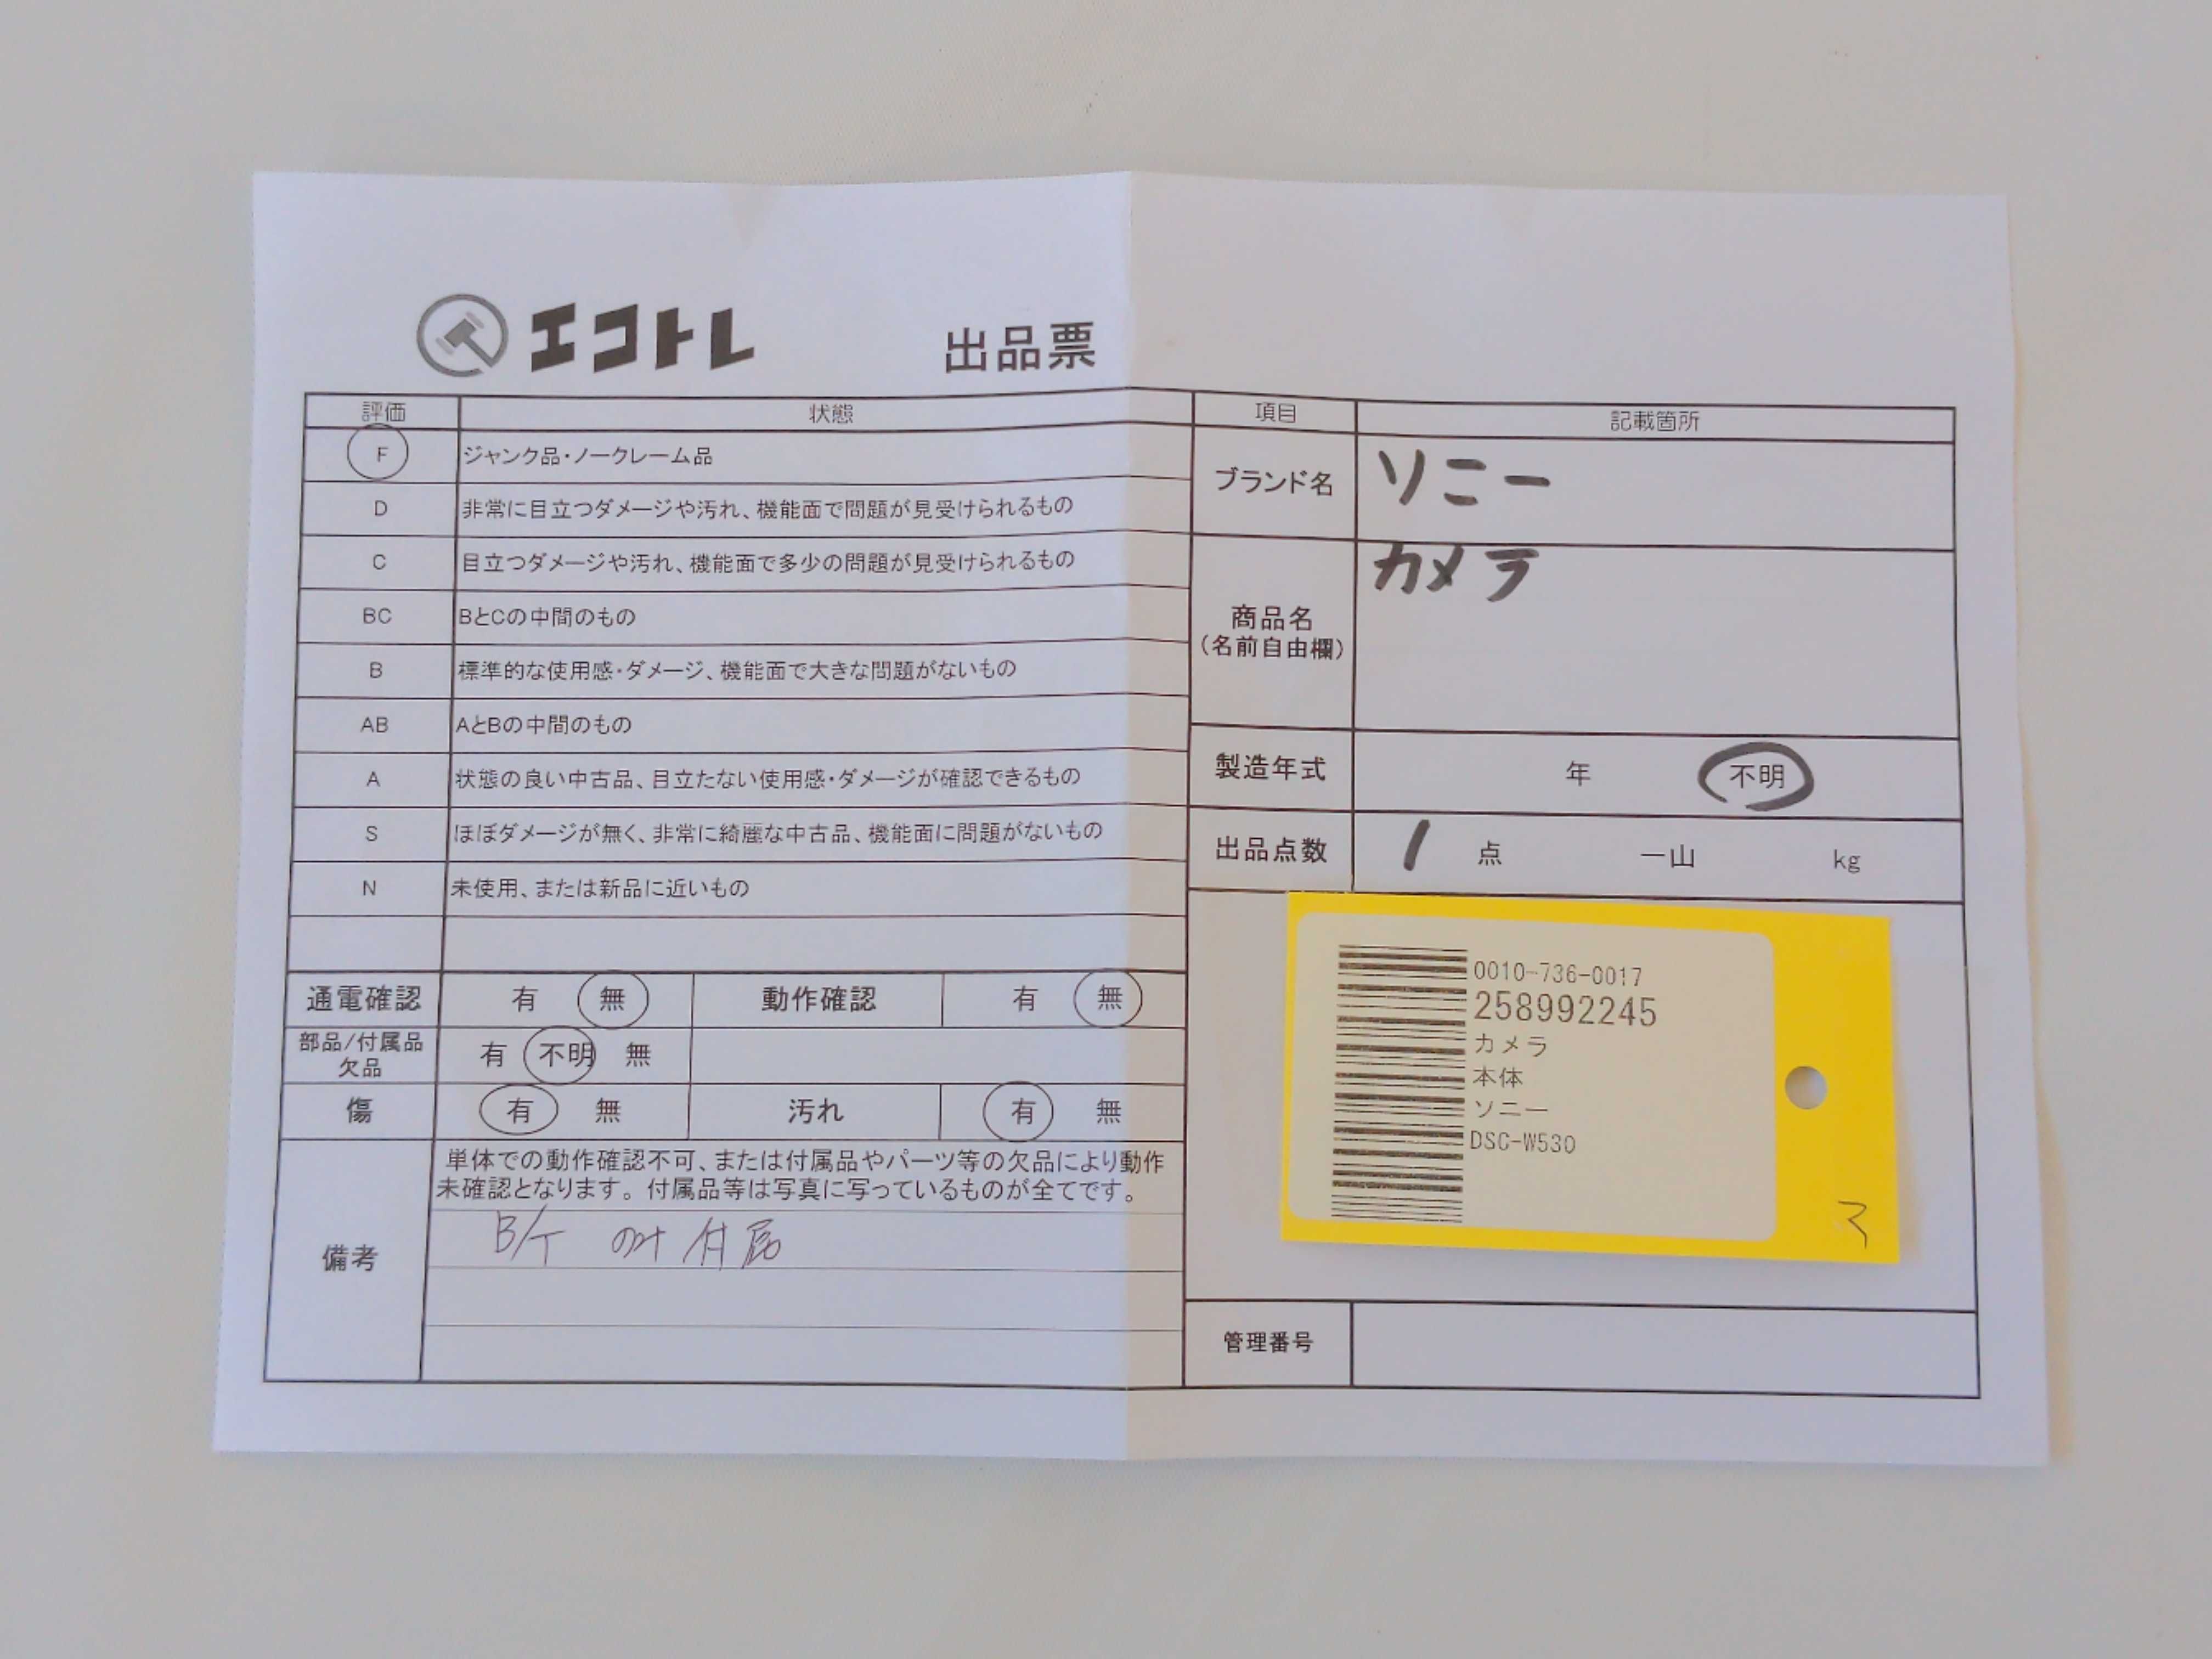 エコトレ 出品票
評価 状態
F ジャンク品・ノークレーム品
D 非常に目立つダメージや汚れ、機能面で問題が見受けられるもの
C 目立つダメージや汚れ、機能面で多少の問題が見受けられるもの
BC BとCの中間のもの
B 標準的な使用感・ダメージ、機能面で大きな問題がないもの
AB AとBの中間のもの
A 状態の良い中古品、目立たない使用感・ダメージが確認できるもの
S ほぼダメージが無く、非常に綺麗な中古品、機能面に問題がないもの
N 未使用、または新品に近いもの
通電確認 有 無 動作確認 有 無
部品/付属品
欠品 有 不明 無
傷 有 無 汚れ 有 無
備考
単体での動作確認不可、または付属品やパーツ等の欠品により動作
未確認となります。付属品等は写真に写っているものが全てです。
B/T のみ付属
項目 記載箇所
ブランド名 ソニー
商品名
(名前自由欄) カメラ
製造年式 年 不明
出品点数 1 点 一山 kg
0010-736-0017
258992245
カメラ
本体
ソニー
DSC-W530
マ
管理番号